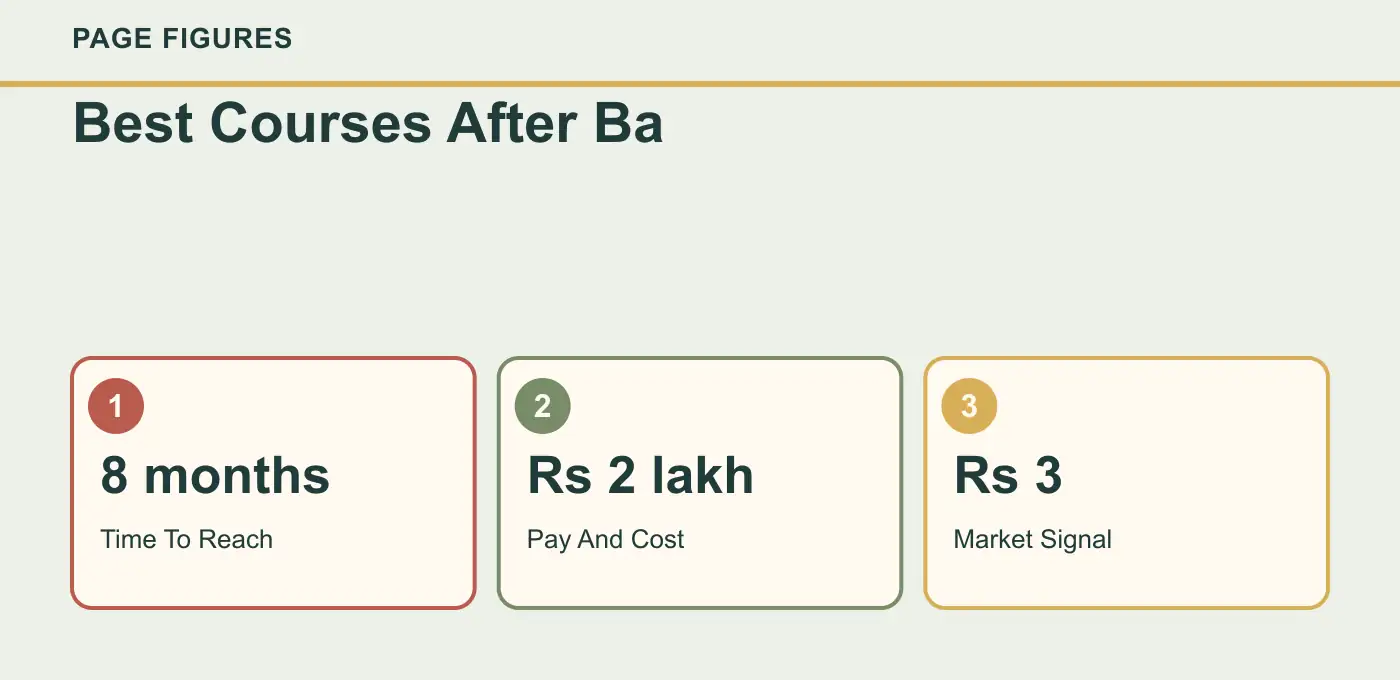 PAGE FIGURES
Best Courses After Ba
1
8 months
Time To Reach
2
Rs 2 lakh
Pay And Cost
3
Rs 3
Market Signal